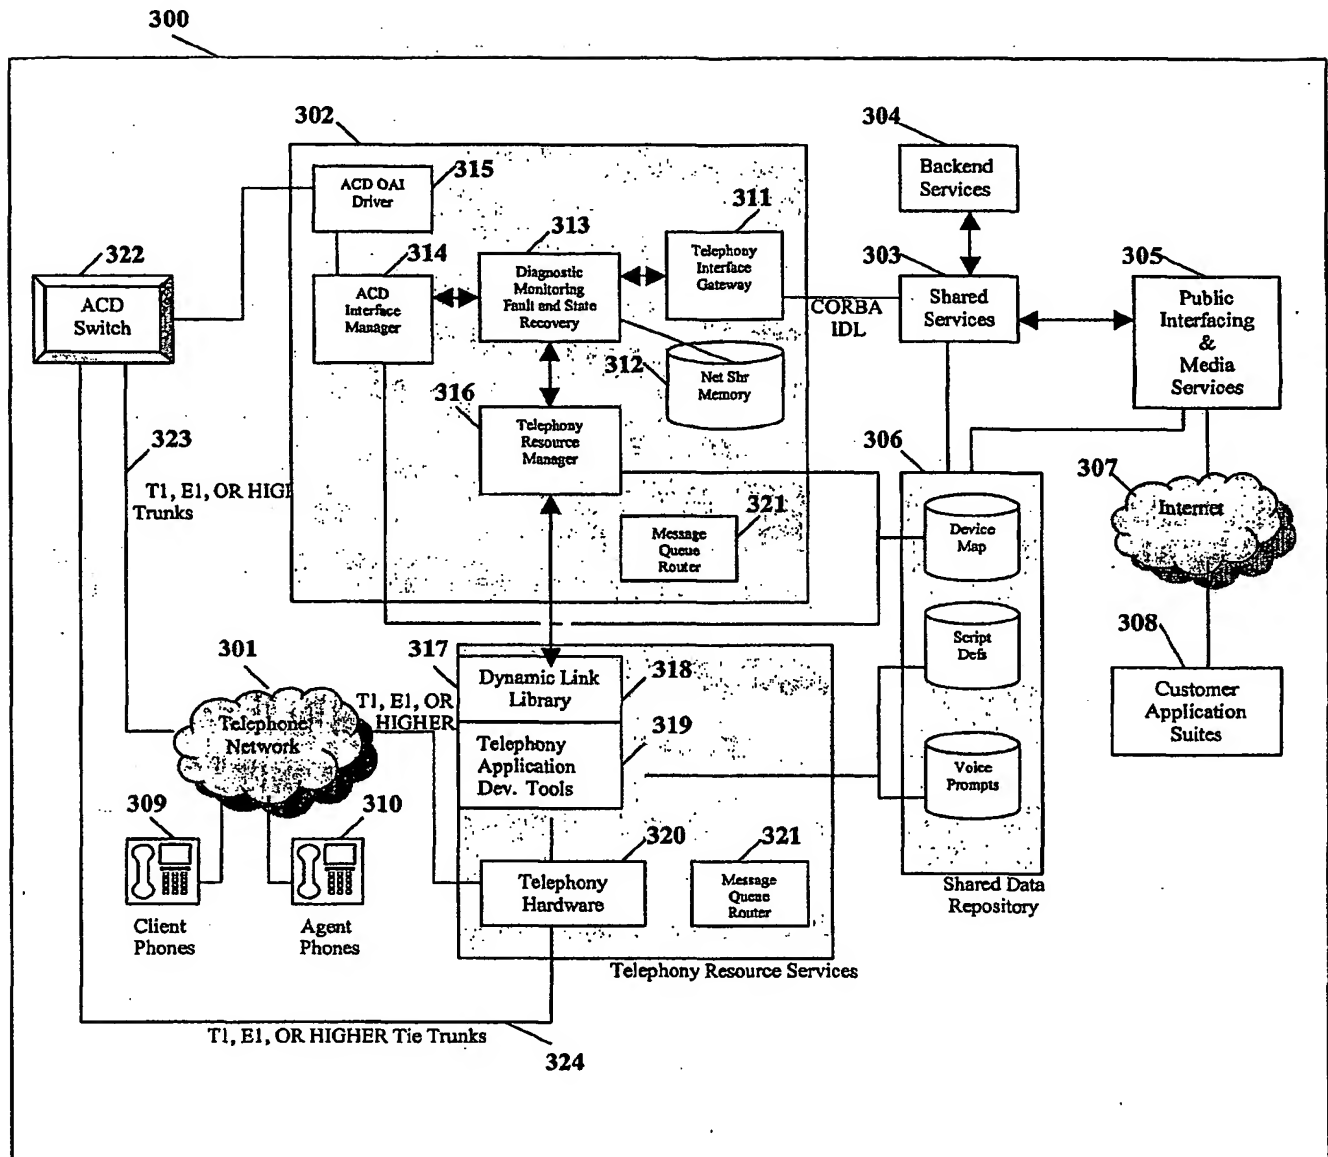 300
302
304
315
ACD OAI
Driver
Backend
Services
311
313
322
314
303
305
Telephony
Interface
Gateway
Diagnostic
Monitoring
Fault and State
Recovery
ACD
Switch
ACD
Interface
Manager
CORBA
IDL
Shared
Services
Public
Interfacing
&
Media
Services
312
Net Shr
Memory
316
Telephony
Resource
Manager
323
306
307
T1, E1, OR HIGH
Trunks
321
Message
Queue
Router
Device
Map
Internet
Script
Defs
308
301
317
318
Dynamic Link
Library
T1, E1, OR
HIGHER
Telephone
Network
319
Telephony
Application
Dev. Tools
Customer
Application
Suites
Voice
Prompts
309
310
320
321
Telephony
Hardware
Message
Queue
Router
Client
Phones
Agent
Phones
Shared Data
Repository
Telephony Resource Services
T1, E1, OR HIGHER Tie Trunks
324